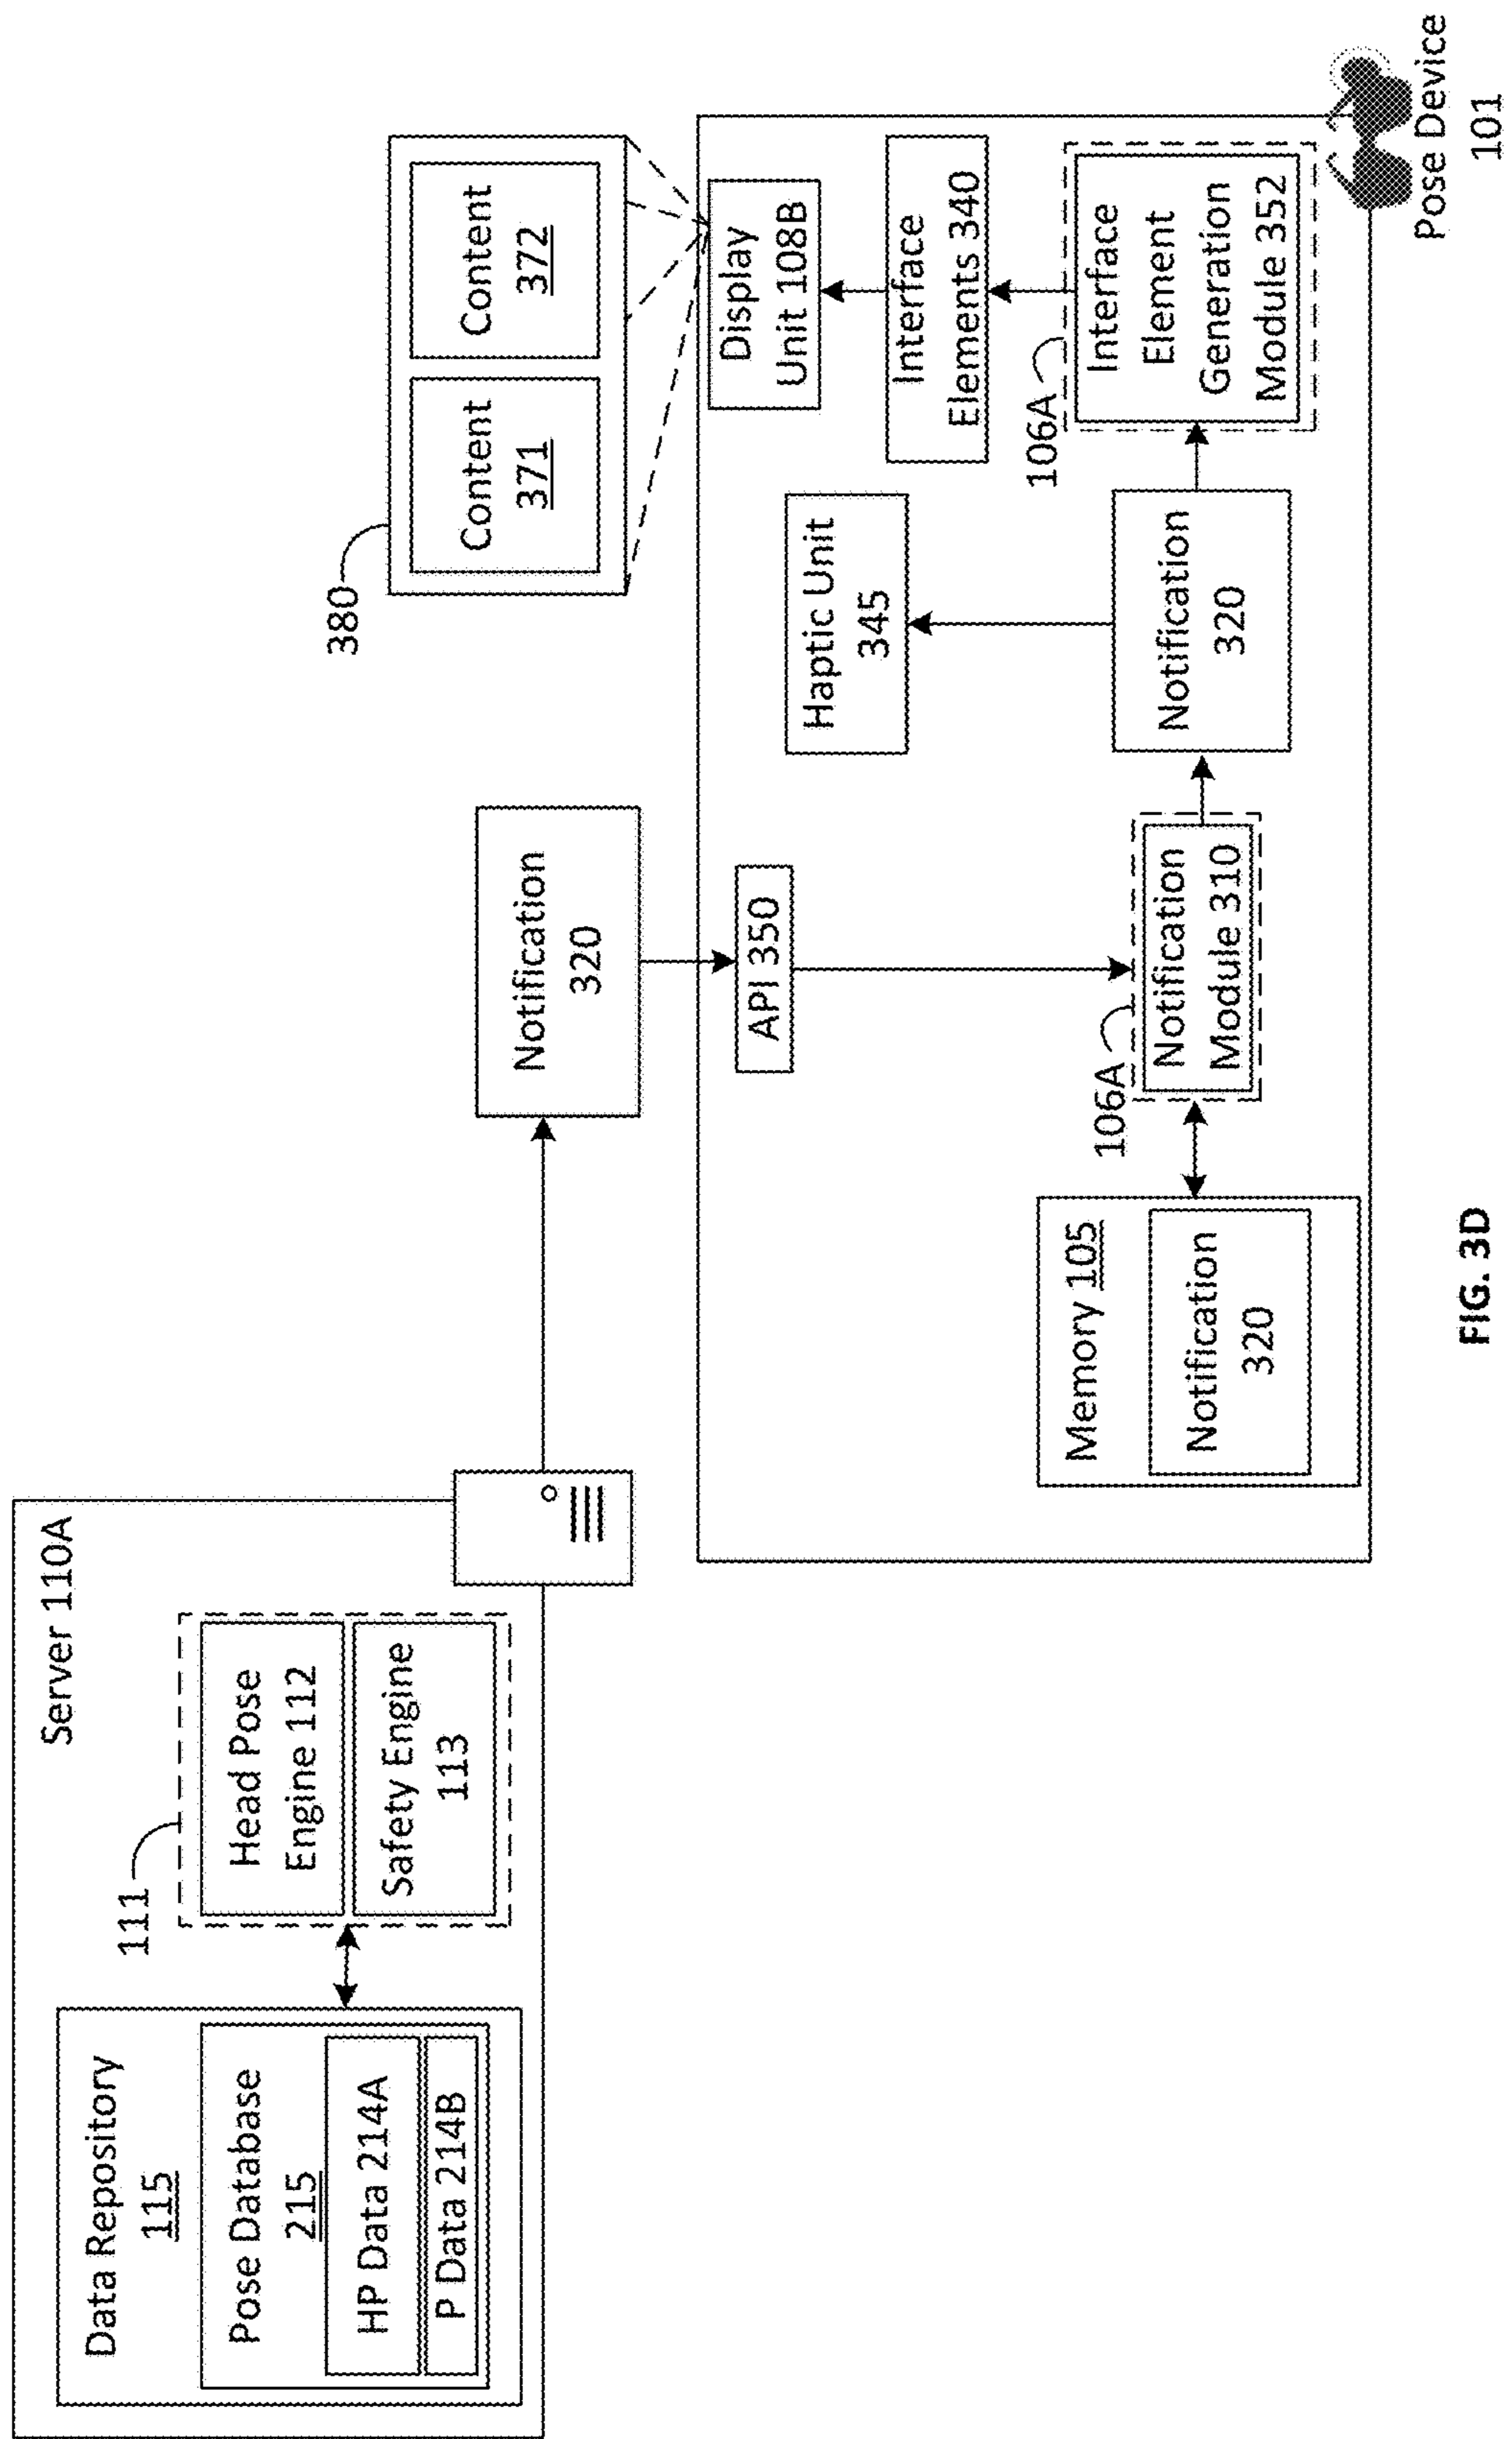 Server 110A
Data Repository
115
Pose Database
215
HP Data 214A
P Data 214B
111
Head Pose
Engine 112
Safety Engine
113
Notification
320
380
Content
371
Content
372
API 350
Display
Unit 108B
Interface
Elements 340
Haptic Unit
345
106A
Interface
Element
Generation
Module 352
Notification
320
106A
Notification
Module 310
Memory 105
Notification
320
Pose Device
101
FIG. 3D